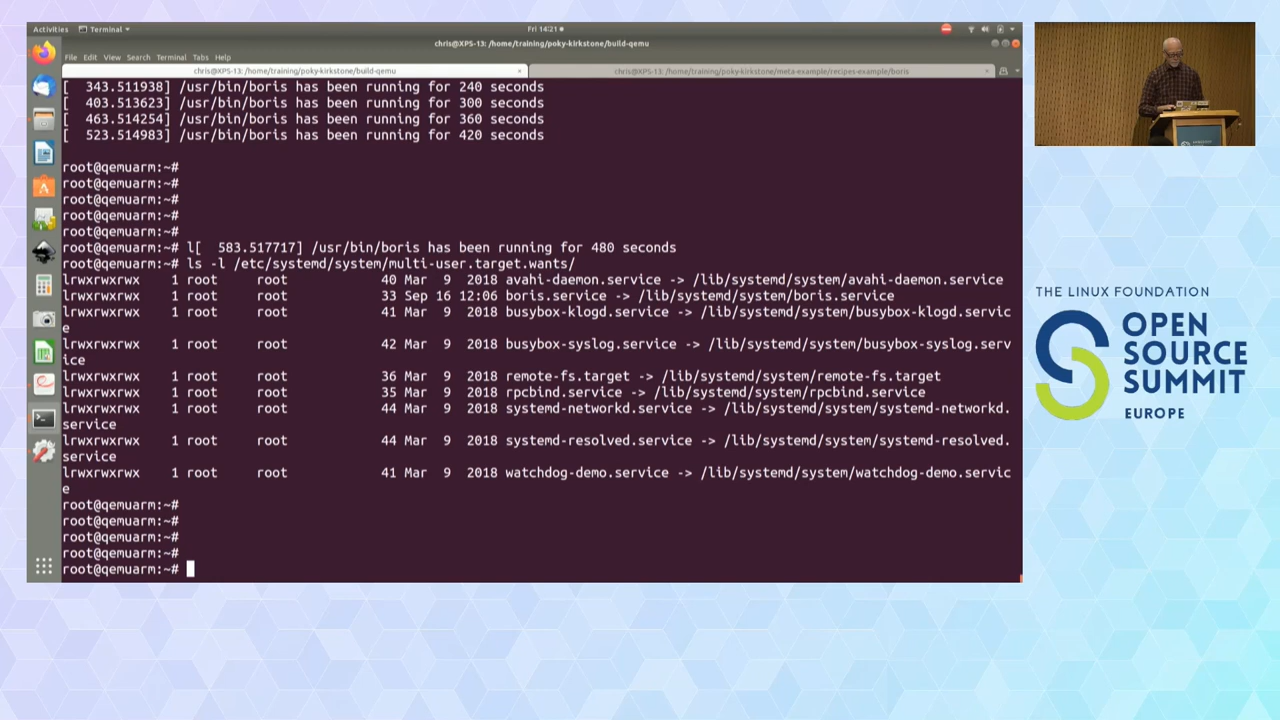 Activities
Terminal
Fri 14:21
chris@XPS-13: /home/training/poky-kirkstone/build-qemu
File Edit View Search Terminal Tabs Help
chris@XPS-13: /home/training/poky-kirkstone/build-qemu
chris@XPS-13: /home/training/poky-kirkstone/meta-example/recipes-example/boris
[  343.511938] /usr/bin/boris has been running for 240 seconds
[  403.513623] /usr/bin/boris has been running for 300 seconds
[  463.514254] /usr/bin/boris has been running for 360 seconds
[  523.514983] /usr/bin/boris has been running for 420 seconds
root@qemuarm:~#
root@qemuarm:~#
root@qemuarm:~#
root@qemuarm:~#
root@qemuarm:~#
root@qemuarm:~# l[  583.517717] /usr/bin/boris has been running for 480 seconds
root@qemuarm:~# ls -l /etc/systemd/system/multi-user.target.wants/
lrwxrwxrwx    1 root     root            40 Mar  9  2018 avahi-daemon.service -> /lib/systemd/system/avahi-daemon.service
lrwxrwxrwx    1 root     root            33 Sep 16 12:06 boris.service -> /lib/systemd/system/boris.service
lrwxrwxrwx    1 root     root            41 Mar  9  2018 busybox-klogd.service -> /lib/systemd/system/busybox-klogd.servic
e
lrwxrwxrwx    1 root     root            42 Mar  9  2018 busybox-syslog.service -> /lib/systemd/system/busybox-syslog.serv
ice
lrwxrwxrwx    1 root     root            36 Mar  9  2018 remote-fs.target -> /lib/systemd/system/remote-fs.target
lrwxrwxrwx    1 root     root            35 Mar  9  2018 rpcbind.service -> /lib/systemd/system/rpcbind.service
lrwxrwxrwx    1 root     root            44 Mar  9  2018 systemd-networkd.service -> /lib/systemd/system/systemd-networkd.
service
lrwxrwxrwx    1 root     root            44 Mar  9  2018 systemd-resolved.service -> /lib/systemd/system/systemd-resolved.
service
lrwxrwxrwx    1 root     root            41 Mar  9  2018 watchdog-demo.service -> /lib/systemd/system/watchdog-demo.servic
e
root@qemuarm:~#
root@qemuarm:~#
root@qemuarm:~#
root@qemuarm:~#
root@qemuarm:~#
THE LINUX FOUNDATION
OPEN
SOURCE
SUMMIT
EUROPE